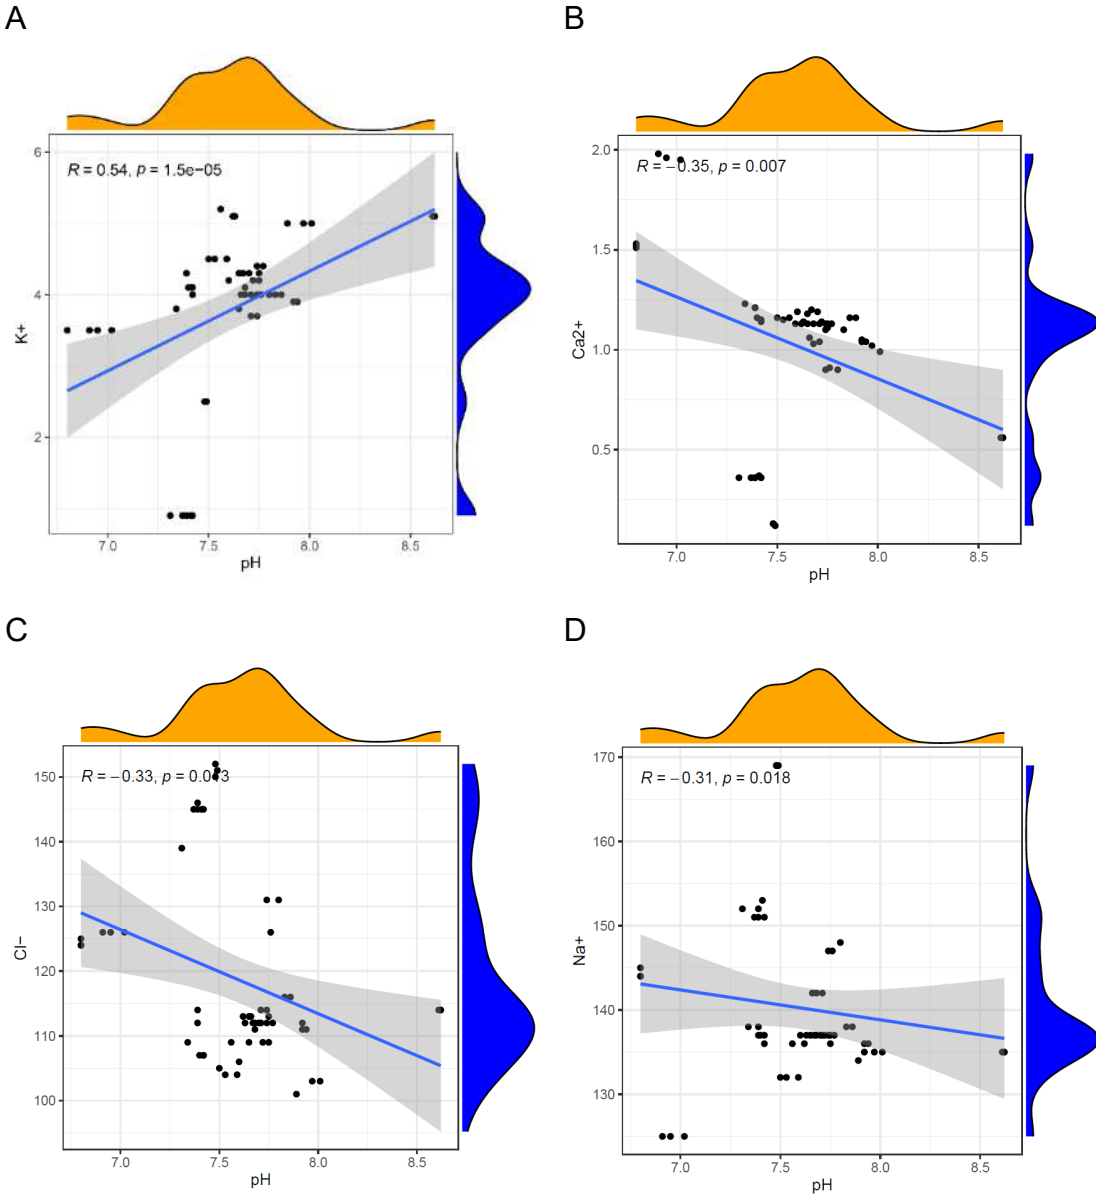 A
R = 0.54, p = 1.5e−05
6
4
2
K+
7.0 7.5 8.0 8.5
pH
B
R = −0.35, p = 0.007
2.0
1.5
1.0
0.5
Ca2+
7.0 7.5 8.0 8.5
pH
C
R = −0.33, p = 0.013
150
140
130
120
110
100
Cl−
7.0 7.5 8.0 8.5
pH
D
R = −0.31, p = 0.018
170
160
150
140
130
Na+
7.0 7.5 8.0 8.5
pH